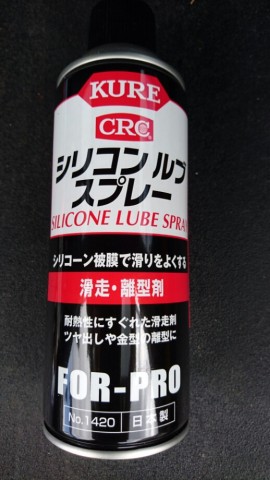 KURE
CRC
シリコンルブ
スプレー
SILICONE LUBE SPRAY
シリコーン被膜で滑りをよくする
滑走・離型剤
耐熱性にすぐれた滑走剤
ツヤ出しや金型の離型に
FOR-PRO
No.1420 日本製